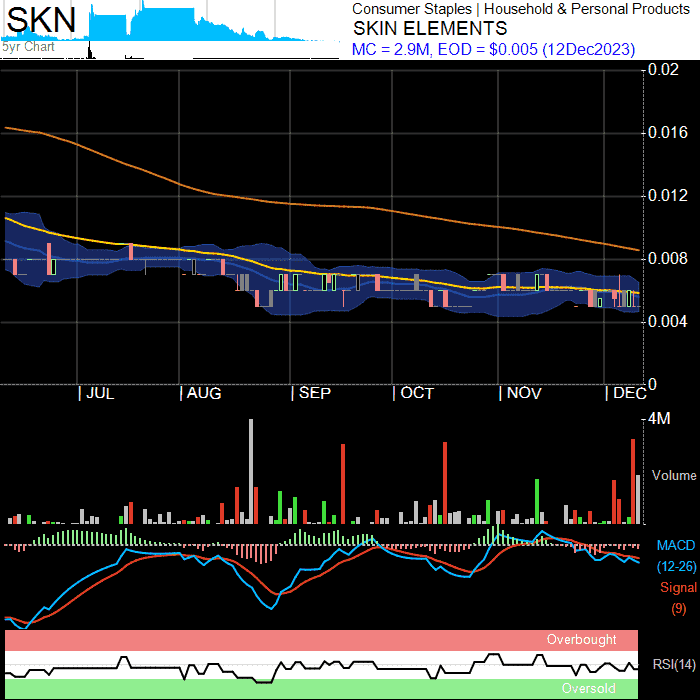 SKN
5yr Chart
Consumer Staples | Household & Personal Products
SKIN ELEMENTS
MC = 2.9M, EOD = $0.005 (12Dec2023)
0.02
0.016
0.012
0.008
0.004
0
| JUL | AUG | SEP | OCT | NOV | DEC
4M
Volume
MACD
(12-26)
Signal
(9)
Overbought
RSI(14)
Oversold